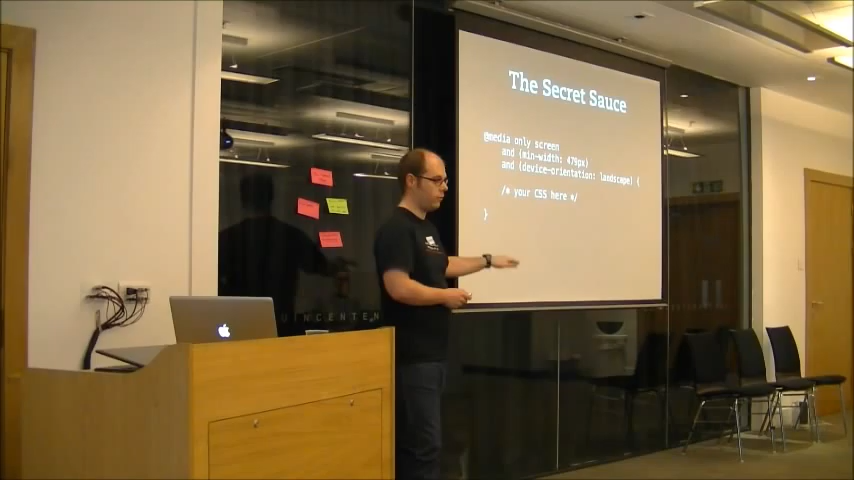 The Secret Sauce
@media only screen
and (min-width: 479px)
and (device-orientation: landscape) {
/* your CSS here */
}